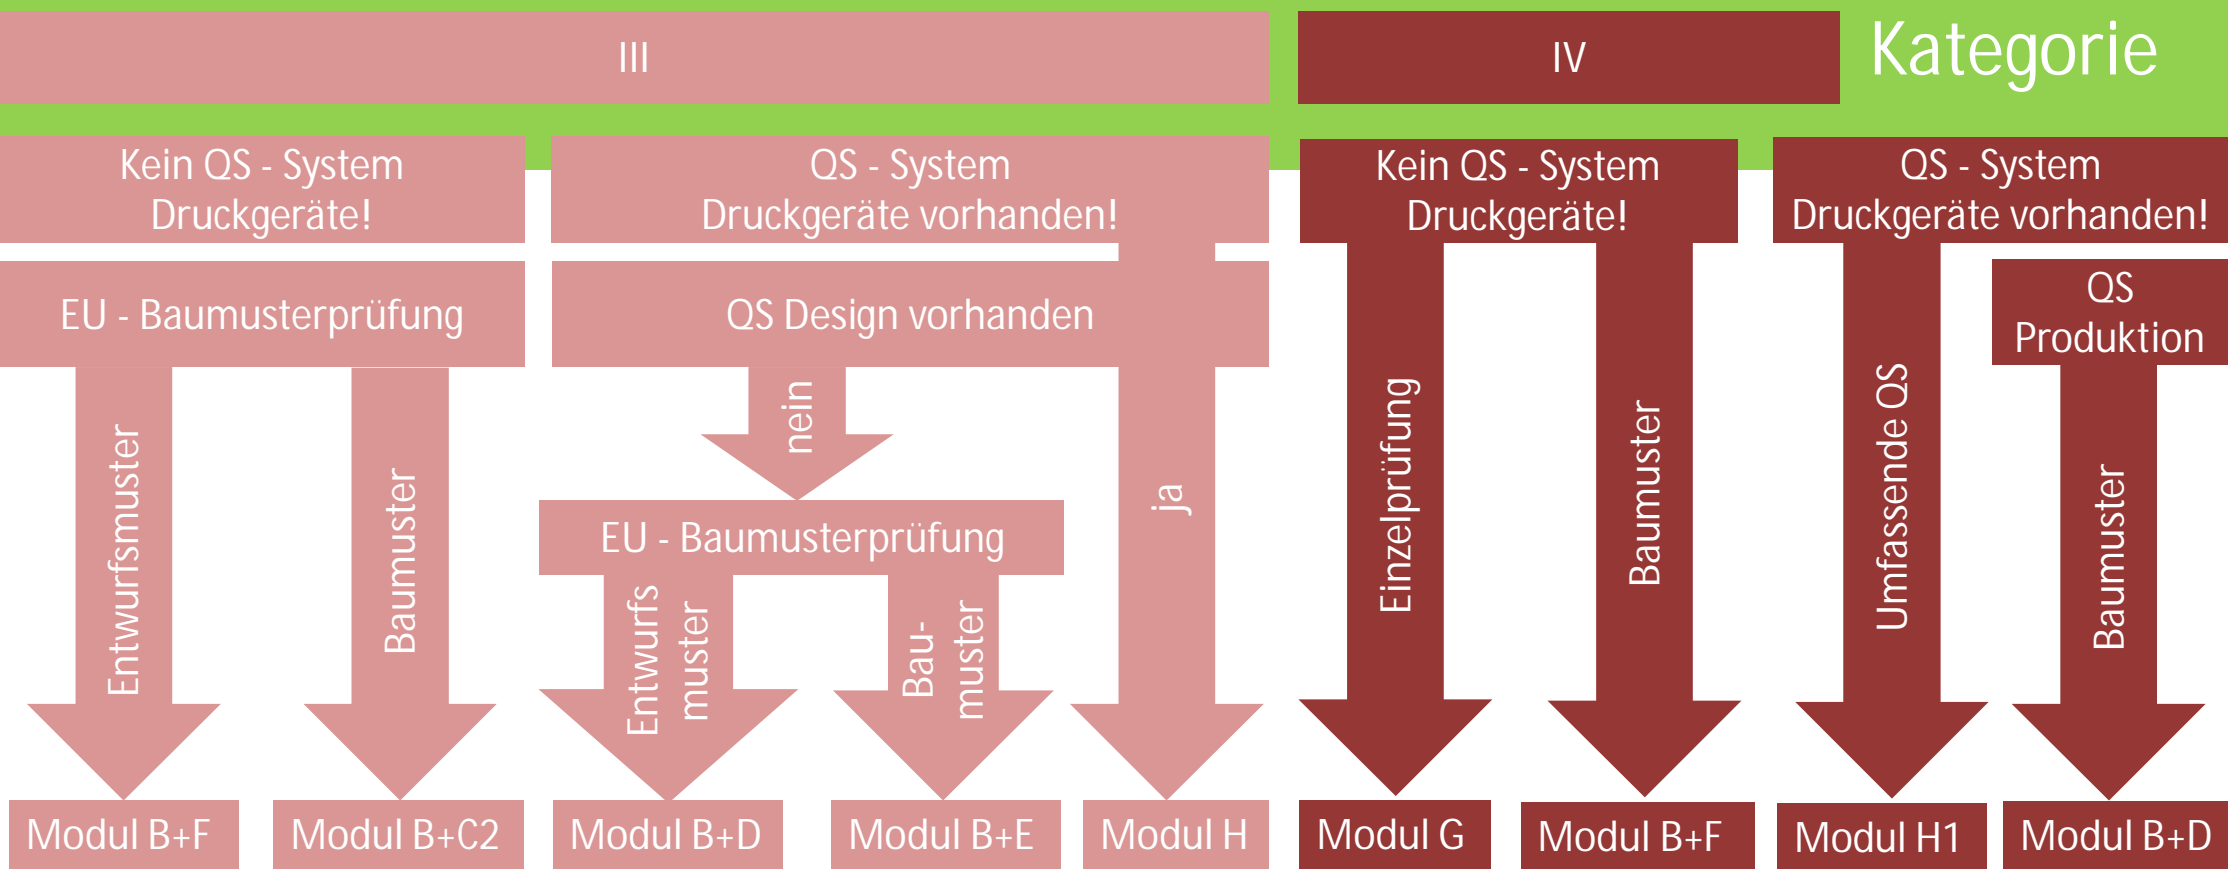 III
IV
Kategorie
Kein QS - System
Druckgeräte!
QS - System
Druckgeräte vorhanden!
Kein QS - System
Druckgeräte!
QS - System
Druckgeräte vorhanden!
EU - Baumusterprüfung
QS Design vorhanden
QS
Produktion
nein
EU - Baumusterprüfung
Entwurfsmuster
Baumuster
Entwurfs
muster
Bau-
muster
ja
Einzelprüfung
Baumuster
Umfassende QS
Baumuster
Modul B+F
Modul B+C2
Modul B+D
Modul B+E
Modul H
Modul G
Modul B+F
Modul H1
Modul B+D